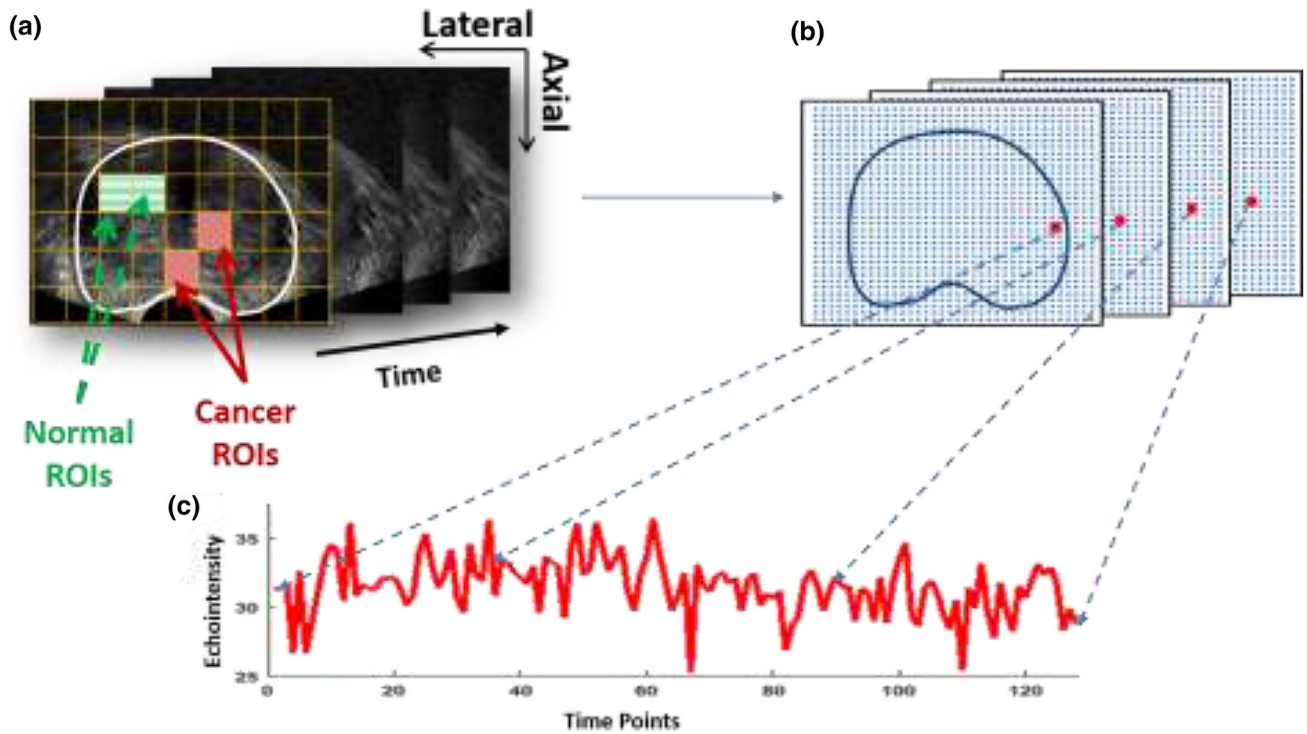 (a)
Lateral
Axial
Time
Normal
ROIs
Cancer
ROIs
(b)
(c)
Echointensity
35
30
25
0
20
40
60
80
100
120
Time Points